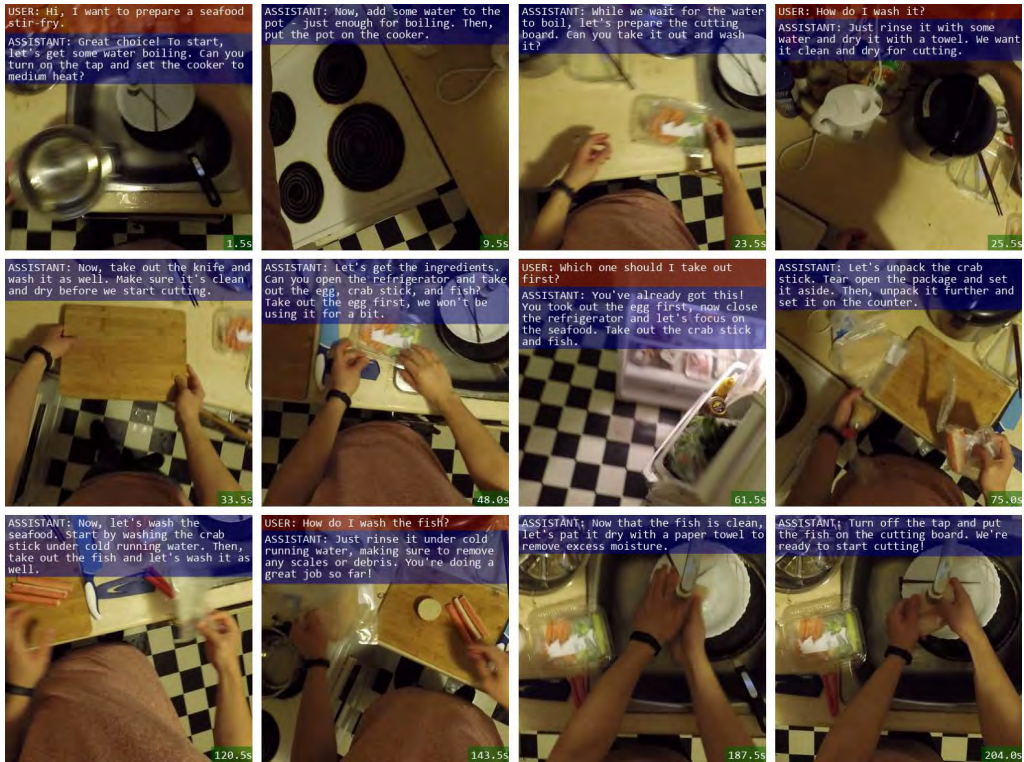 USER: Hi, I want to prepare a seafood
stir-fry.
ASSISTANT: Great choice! To start,
let's get some water boiling. Can you
turn on the tap and set the cooker to
medium heat?
1.5s
ASSISTANT: Now, add some water to the
pot - just enough for boiling. Then,
put the pot on the cooker.
9.5s
ASSISTANT: While we wait for the water
to boil, let's prepare the cutting
board. Can you take it out and wash
it?
23.5s
USER: How do I wash it?
ASSISTANT: Just rinse it with some
water and dry it with a towel. We want
it clean and dry for cutting.
25.5s
ASSISTANT: Now, take out the knife and
wash it as well. Make sure it's clean
and dry before we start cutting.
33.5s
ASSISTANT: Let's get the ingredients.
Can you open the refrigerator and take
out the egg, crab stick, and fish?
Take out the egg first, we won't be
using it for a bit.
48.0s
USER: Which one should I take out
first?
ASSISTANT: You've already got this!
You took out the egg first, now close
the refrigerator and let's focus on
the seafood. Take out the crab stick
and fish.
61.5s
ASSISTANT: Let's unpack the crab
stick. Tear open the package and set
it aside. Then, unpack it further and
set it on the counter.
75.0s
ASSISTANT: Now, let's wash the
seafood. Start by washing the crab
stick under cold running water. Then,
take out the fish and let's wash it as
well.
120.5s
USER: How do I wash the fish?
ASSISTANT: Just rinse it under cold
running water, making sure to remove
any scales or debris. You're doing a
great job so far!
143.5s
ASSISTANT: Now that the fish is clean,
let's pat it dry with a paper towel to
remove excess moisture.
187.5s
ASSISTANT: Turn off the tap and put
the fish on the cutting board. We're
ready to start cutting!
204.0s